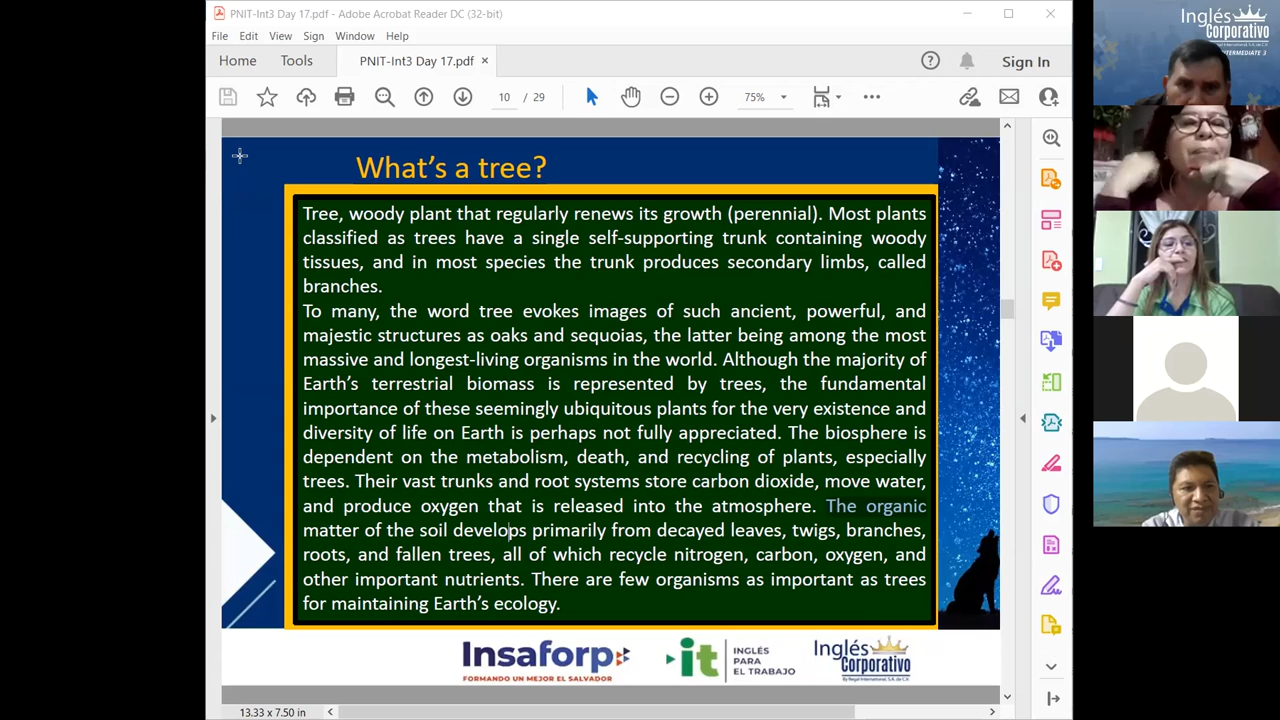 PNIT-Int3 Day 17.pdf - Adobe Acrobat Reader DC (32-bit)
File Edit View Sign Window Help
Home Tools PNIT-Int3 Day 17.pdf × Sign In
10 / 29 75%
What's a tree?
Tree, woody plant that regularly renews its growth (perennial). Most plants
classified as trees have a single self-supporting trunk containing woody
tissues, and in most species the trunk produces secondary limbs, called
branches.
To many, the word tree evokes images of such ancient, powerful, and
majestic structures as oaks and sequoias, the latter being among the most
massive and longest-living organisms in the world. Although the majority of
Earth's terrestrial biomass is represented by trees, the fundamental
importance of these seemingly ubiquitous plants for the very existence and
diversity of life on Earth is perhaps not fully appreciated. The biosphere is
dependent on the metabolism, death, and recycling of plants, especially
trees. Their vast trunks and root systems store carbon dioxide, move water,
and produce oxygen that is released into the atmosphere. The organic
matter of the soil develops primarily from decayed leaves, twigs, branches,
roots, and fallen trees, all of which recycle nitrogen, carbon, oxygen, and
other important nutrients. There are few organisms as important as trees
for maintaining Earth's ecology.
Insaforp
FORMANDO UN MEJOR EL SALVADOR
it
INGLÉS
PARA
EL TRABAJO
Inglés
Corporativo
By Regal International, S.A. de C.V.
13.33 x 7.50 in
Inglés
Corporativo
INTERMEDIATE 3